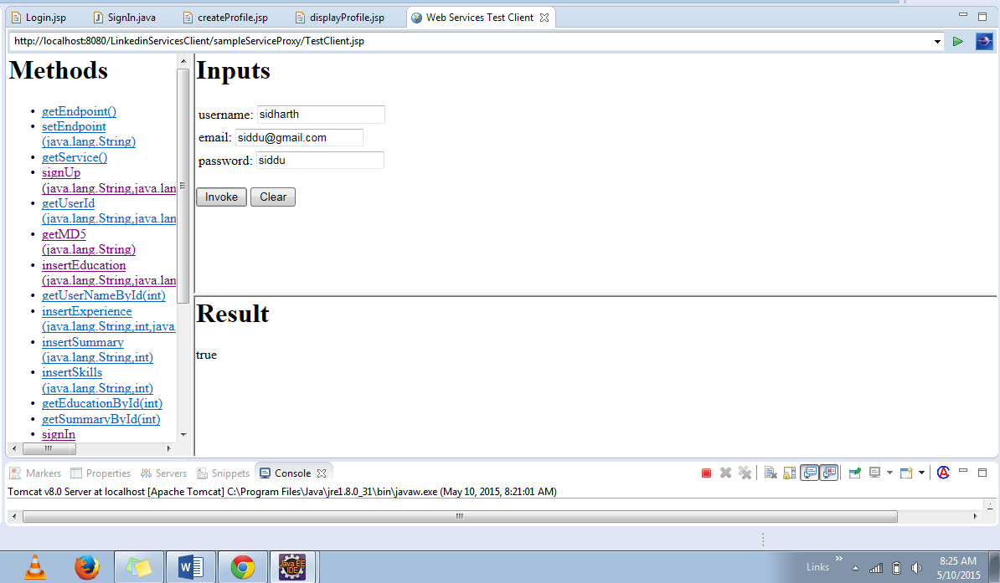 Login.jsp SignIn.java createProfile.jsp displayProfile.jsp Web Services Test Client
http://localhost:8080/LinkedinServicesClient/sampleServiceProxy/TestClient.jsp
Methods
getEndpoint()
setEndpoint
(java.lang.String)
getService()
signUp
(java.lang.String,java.lan
getUserId
(java.lang.String,java.lan
getMD5
(java.lang.String)
insertEducation
(java.lang.String,java.lan
getUserNameById(int)
insertExperience
(java.lang.String,int,java.
insertSummary
(java.lang.String,int)
insertSkills
(java.lang.String,int)
getEducationById(int)
getSummaryById(int)
signIn
Inputs
username: sidharth
email: siddu@gmail.com
password: siddu
Invoke Clear
Result
true
Markers Properties Servers Snippets Console
Tomcat v8.0 Server at localhost [Apache Tomcat] C:\Program Files\Java\jre1.8.0_31\bin\javaw.exe (May 10, 2015, 8:21:01 AM)
Java EE
IDE
Links
8:25 AM
5/10/2015